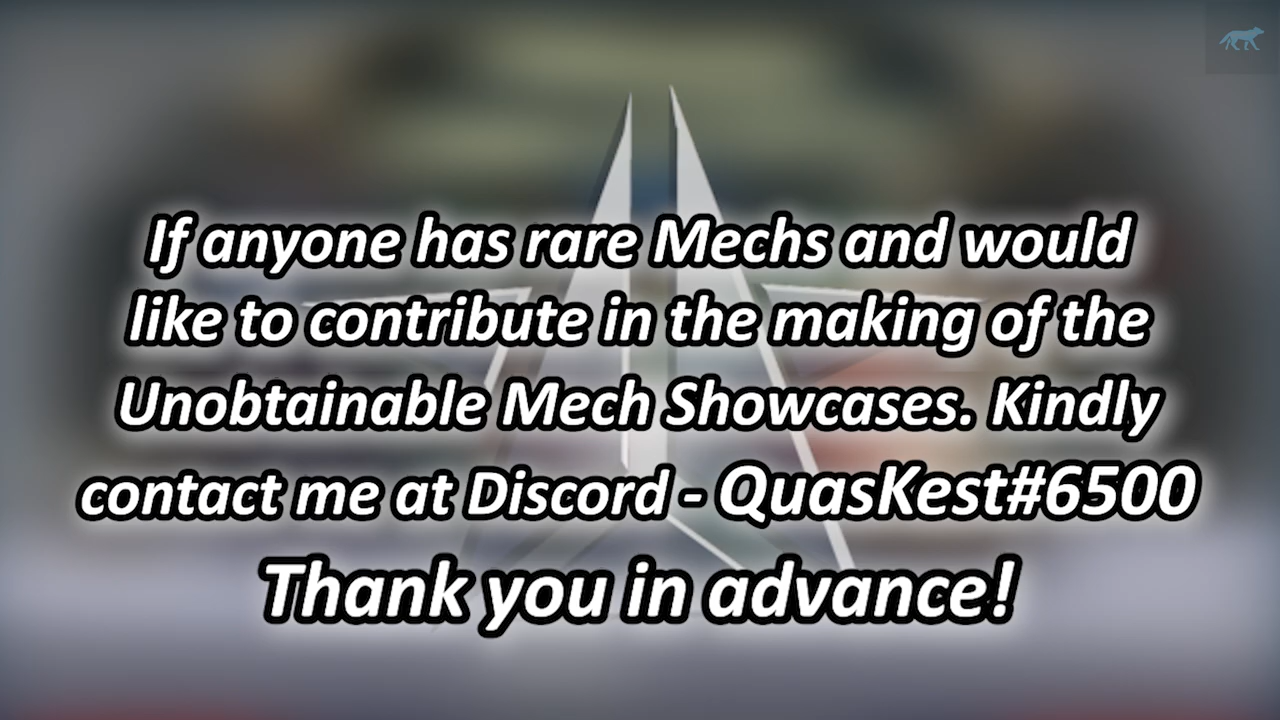 If anyone has rare Mechs and would
like to contribute in the making of the
Unobtainable Mech Showcases. Kindly
contact me at Discord - QuasKest#6500
Thank you in advance!